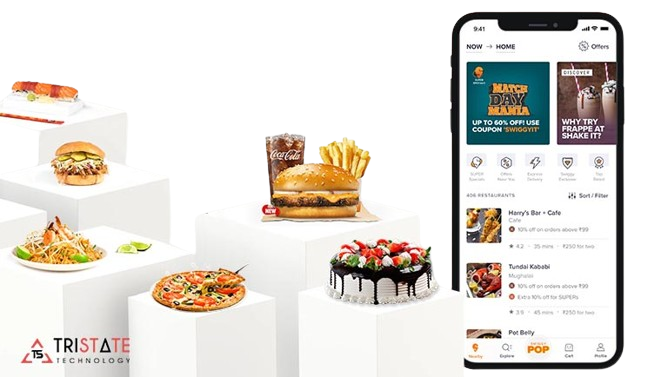 Coca-Cola
NEW
TS
TRISTATE
TECHNOLOGY
9:41
NOW → HOME
Offers
MATCH
DAY
MANIA
UP TO 60% OFF! USE
COUPON 'SWIGGYIT'
DISCOVER
WHY TRY
FRAPPE AT
SHAKE IT?
SUPER
Offers
Near You
Express
Delivery
Swiggy
Exclusive
Top
Rated
406 RESTAURANTS
Sort / Filter
Harry's Bar + Cafe
Cafe
10% off on orders above ₹99
★ 4.2 · 35 mins · ₹250 for two
Tundai Kababi
Mughalai
10% off on orders above ₹99
Extra 10% off for SUPERs
★ 3.9 · 45 mins · ₹250 for two
Pot Belly
Nearby
Explore
POP
Cart
Profile